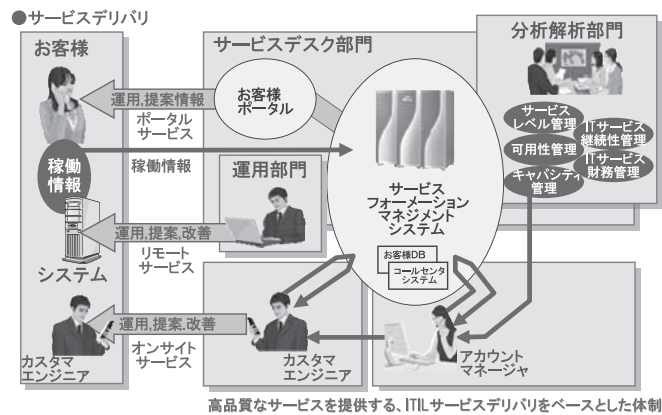 ●サービスデリバリ
お客様
サービスデスク部門
分析解析部門
運用,提案情報
ポータル
サービス
お客様
ポータル
サービス
レベル管理
ITサービス
継続性管理
可用性管理
ITサービス
財務管理
キャパシティ
管理
稼働
情報
稼働情報
運用部門
サービス
フォーメーション
マネジメント
システム
運用,提案,改善
リモート
サービス
システム
お客様DB
コールセンタ
システム
運用,提案.改善
オンサイト
サービス
カスタマ
エンジニア
カスタマ
エンジニア
アカウント
マネージャ
高品質なサービスを提供する、ITILサービスデリバリをベースとした体制